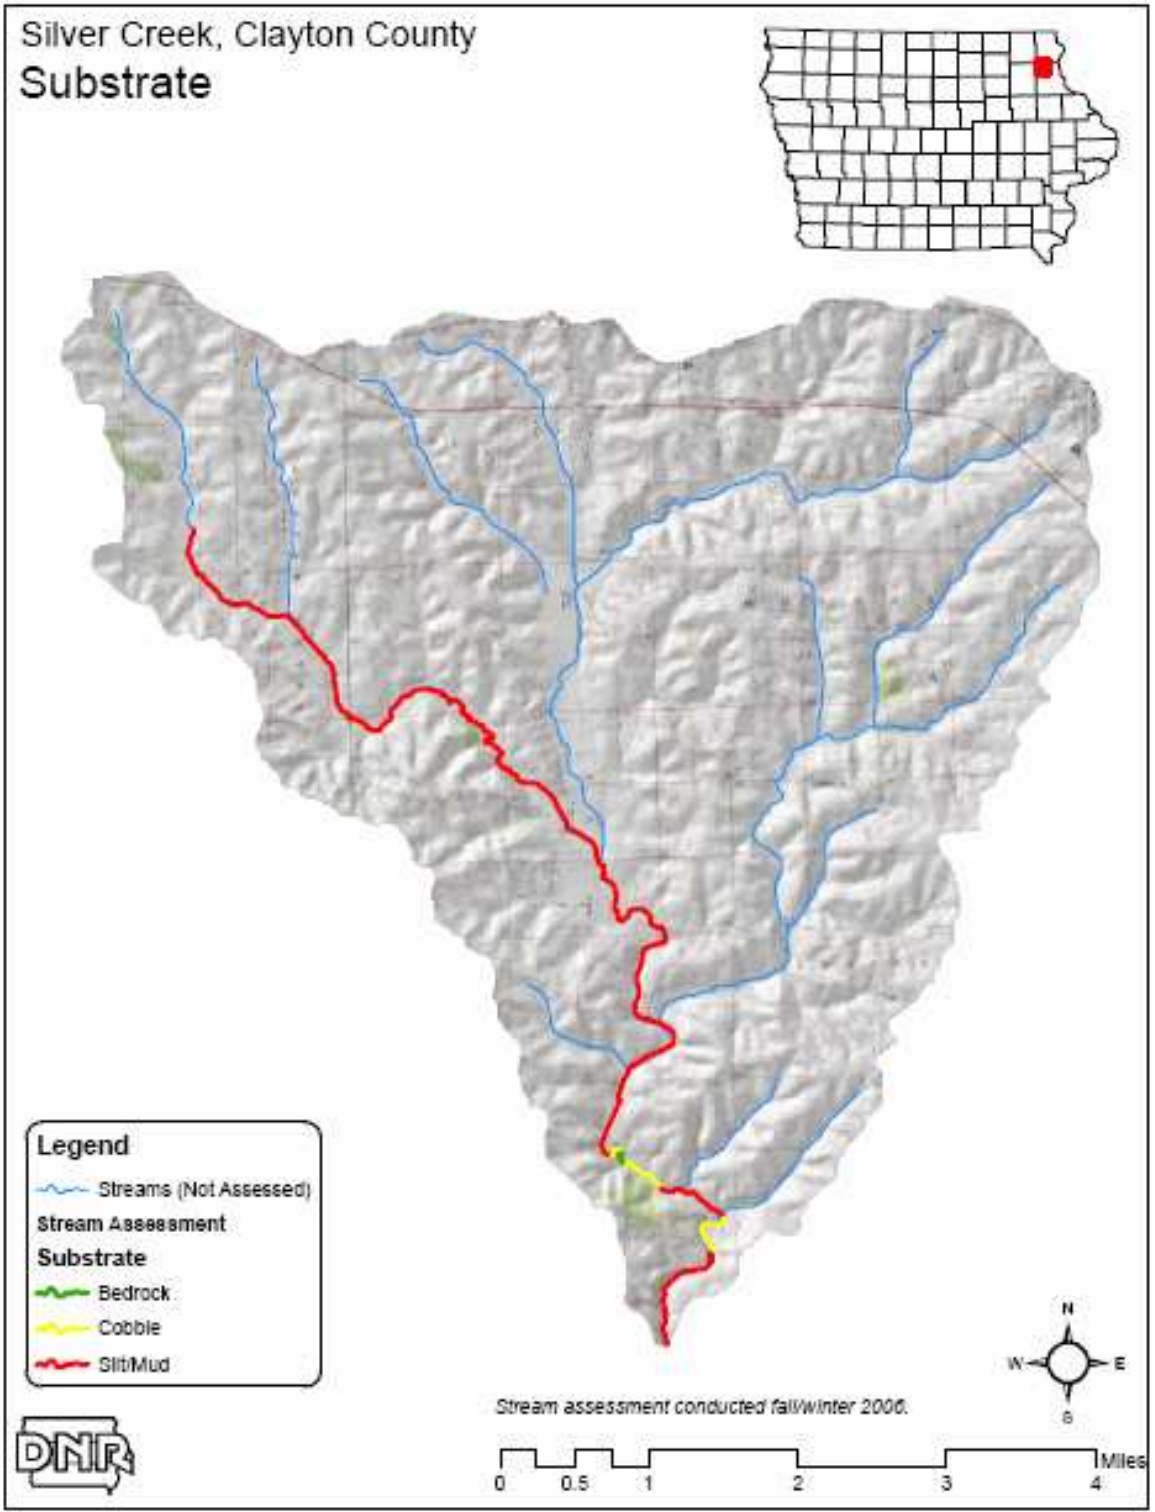 Silver Creek, Clayton County
Substrate
Legend
Streams (Not Assessed)
Stream Assessment
Substrate
Bedrock
Cobble
Silt/Mud
N
W
E
S
Stream assessment conducted fall/winter 2006.
DNR
Miles
0 0.5 1 2 3 4